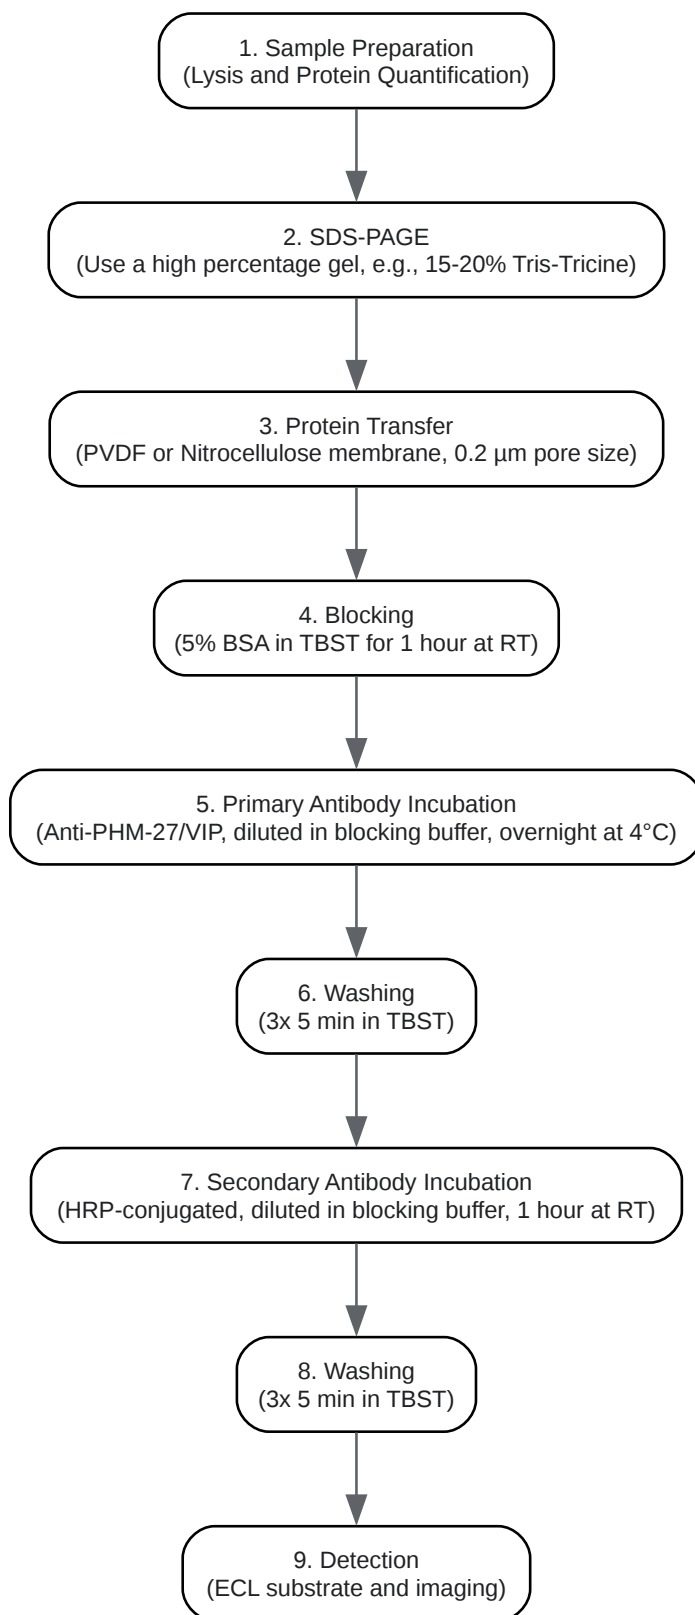 1. Sample Preparation
(Lysis and Protein Quantification)
2. SDS-PAGE
(Use a high percentage gel, e.g., 15-20% Tris-Tricine)
3. Protein Transfer
(PVDF or Nitrocellulose membrane, 0.2 µm pore size)
4. Blocking
(5% BSA in TBST for 1 hour at RT)
5. Primary Antibody Incubation
(Anti-PHM-27/VIP, diluted in blocking buffer, overnight at 4°C)
6. Washing
(3x 5 min in TBST)
7. Secondary Antibody Incubation
(HRP-conjugated, diluted in blocking buffer, 1 hour at RT)
8. Washing
(3x 5 min in TBST)
9. Detection
(ECL substrate and imaging)